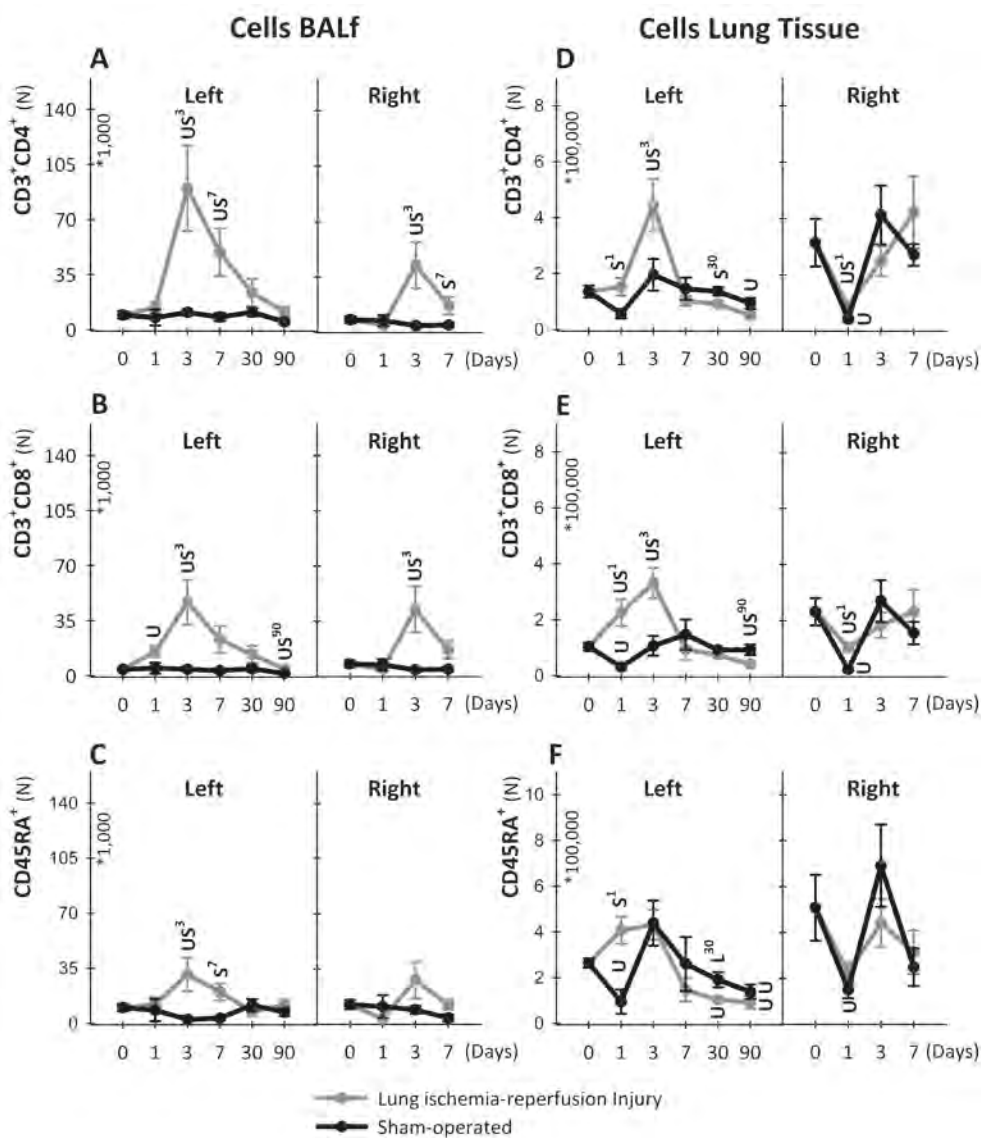 Cells BALf
Cells Lung Tissue
A
CD3⁺CD4⁺ (N)
*1,000
140
105
70
35
0
Left
US³
US⁷
0 1 3 7 30 90
Right
US³
S⁷
0 1 3 7 (Days)
D
CD3⁺CD4⁺ (N)
*100,000
8
6
4
2
0
Left
S¹
US³
S³⁰
U
0 1 3 7 30 90
Right
US¹
U
0 1 3 7 (Days)
B
CD3⁺CD8⁺ (N)
*1,000
140
105
70
35
0
Left
U
US³
US⁹⁰
0 1 3 7 30 90
Right
US³
0 1 3 7 (Days)
E
CD3⁺CD8⁺ (N)
*100,000
8
6
4
2
0
Left
US¹
U
US³
US⁹⁰
0 1 3 7 30 90
Right
US¹
U
0 1 3 7 (Days)
C
CD45RA⁺ (N)
*1,000
140
105
70
35
0
Left
US³
S⁷
0 1 3 7 30 90
Right
0 1 3 7 (Days)
F
CD45RA⁺ (N)
*100,000
10
8
6
4
2
0
Left
S¹
U
L³⁰
U
U
U
0 1 3 7 30 90
Right
U
0 1 3 7 (Days)
Lung ischemia-reperfusion Injury
Sham-operated